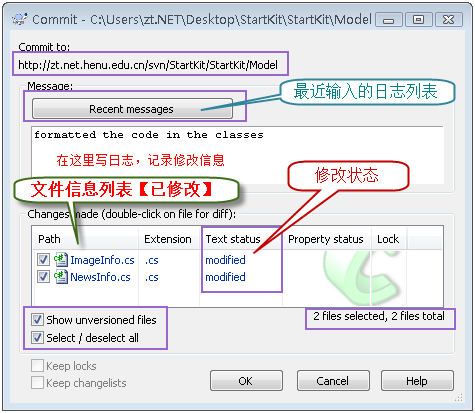 Commit - C:\Users\zt.NET\Desktop\StartKit\StartKit\Model
Commit to:
http://zt.net.henu.edu.cn/svn/StartKit/StartKit/Model
Message:
Recent messages
最近输入的日志列表
formatted the code in the classes
在这里写日志，记录修改信息
修改状态
文件信息列表【已修改】
Changes made (double-click on file for diff):
Path Extension Text status Property status Lock
ImageInfo.cs .cs modified
NewsInfo.cs .cs modified
Show unversioned files
2 files selected, 2 files total
Select / deselect all
Keep locks
Keep changelists
OK Cancel Help